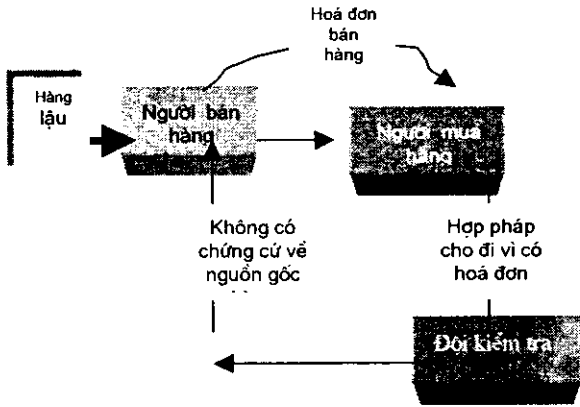 Hoá đơn
bán
hàng
Hàng
lậu
Người bán
hàng
Người mua
hàng
Không có
chứng cứ về
nguồn gốc
Hợp pháp
cho đi vì có
hoá đơn
Đội kiểm tra